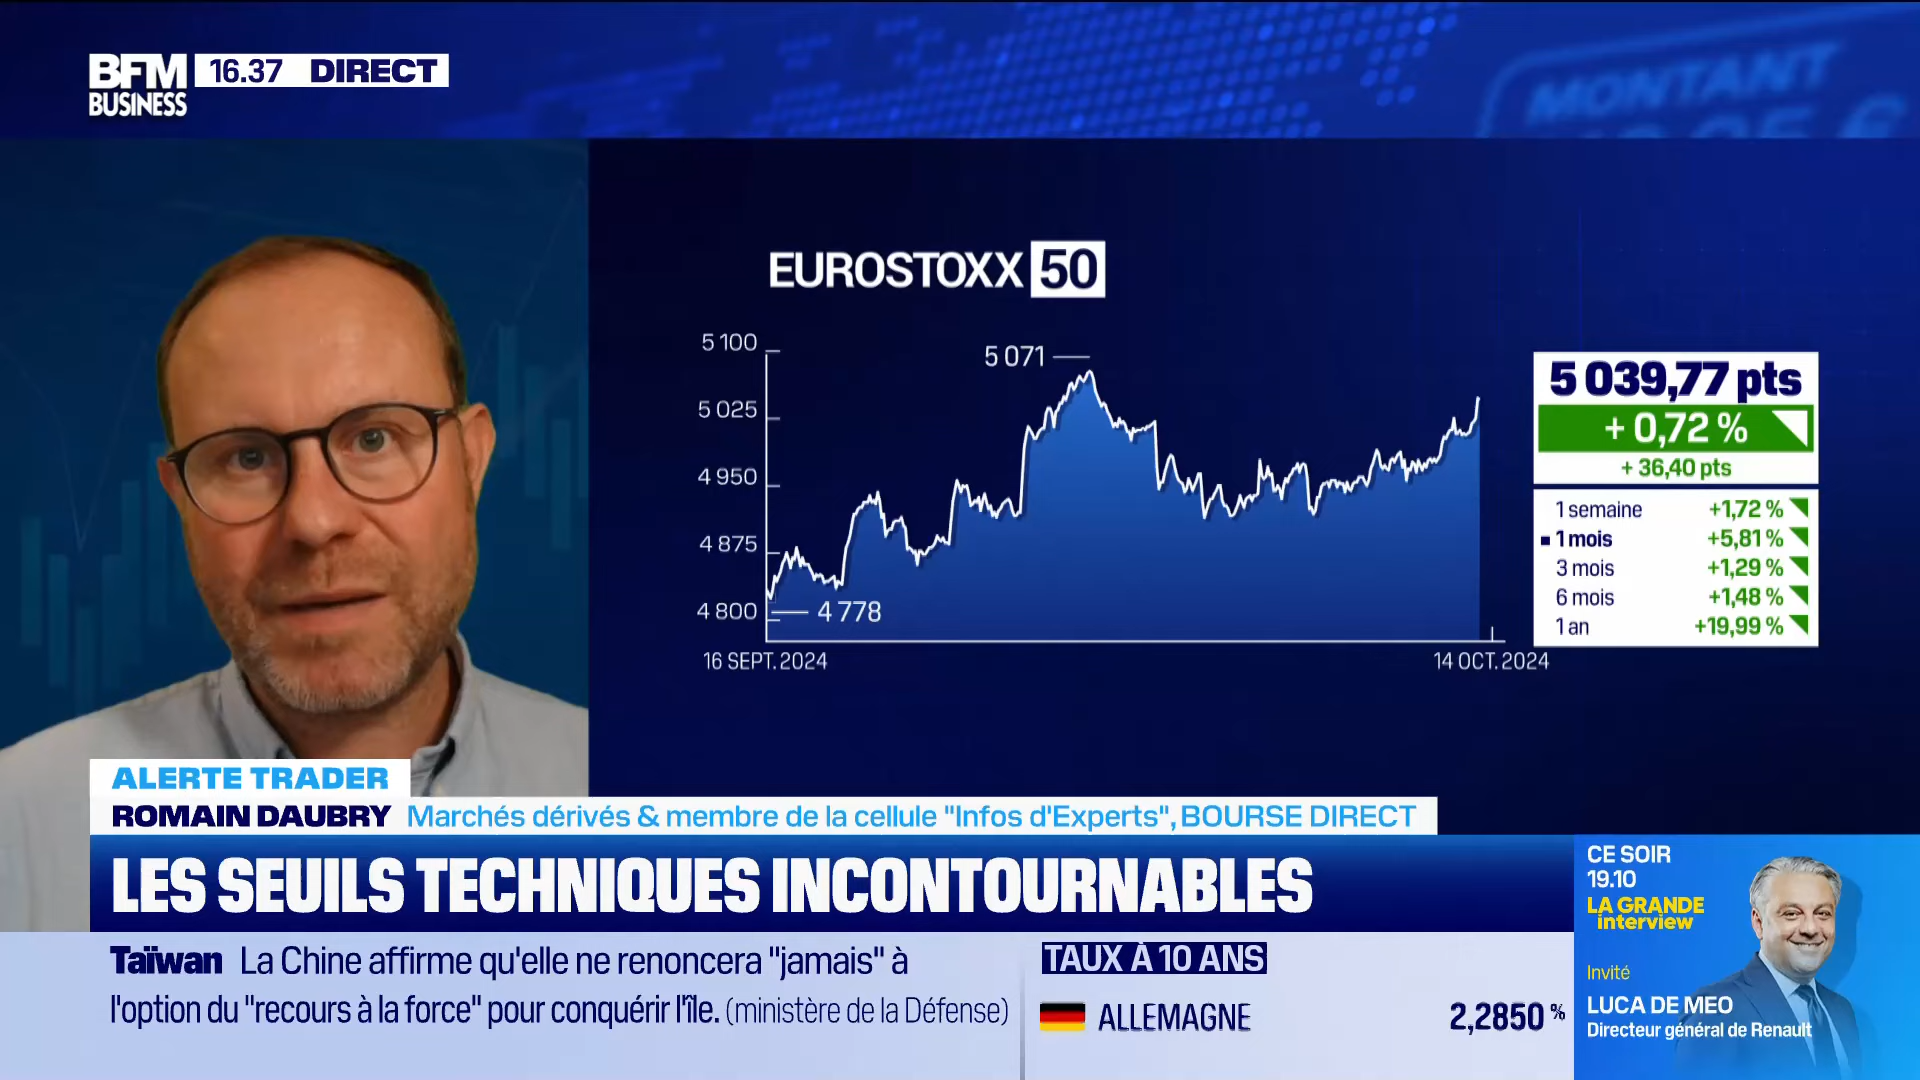 BFM
BUSINESS
16.37 DIRECT
MONTANT
EUROSTOXX 50
5 100
5 025
4 950
4 875
4 800
5 071
4 778
16 SEPT. 2024
14 OCT. 2024
5 039,77 pts
+ 0,72 %
+ 36,40 pts
1 semaine +1,72 %
1 mois +5,81 %
3 mois +1,29 %
6 mois +1,48 %
1 an +19,99 %
ALERTE TRADER
ROMAIN DAUBRY Marchés dérivés & membre de la cellule "Infos d'Experts", BOURSE DIRECT
LES SEUILS TECHNIQUES INCONTOURNABLES
Taïwan La Chine affirme qu'elle ne renoncera "jamais" à
l'option du "recours à la force" pour conquérir l'île. (ministère de la Défense)
TAUX À 10 ANS
ALLEMAGNE 2,2850 %
CE SOIR
19.10
LA GRANDE
interview
Invité
LUCA DE MEO
Directeur général de Renault